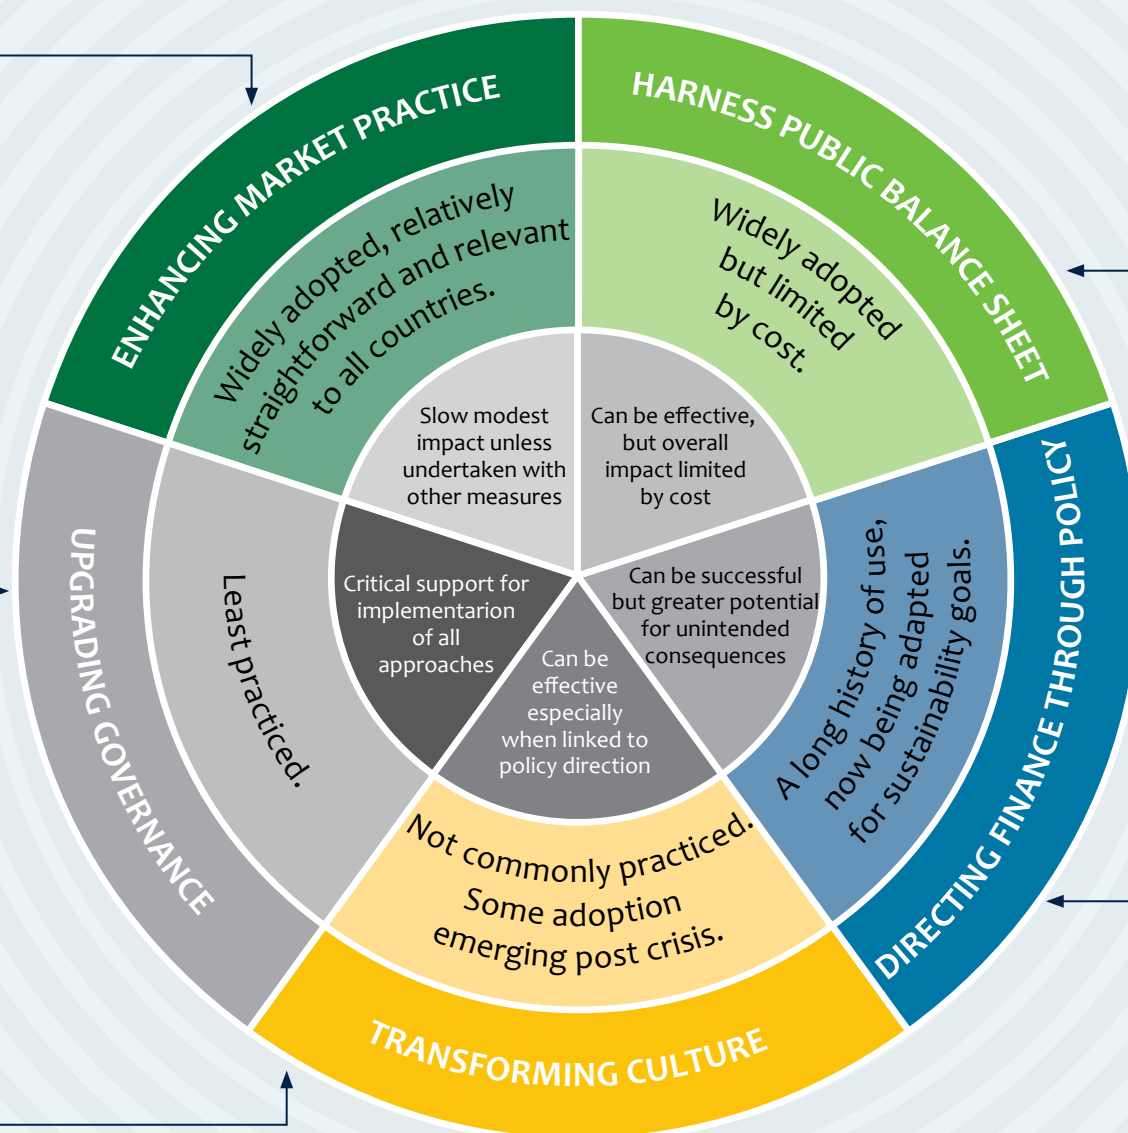 ENHANCING MARKET PRACTICE
Widely adopted, relatively
straightforward and relevant
to all countries.
Slow modest
impact unless
undertaken with
other measures
HARNESS PUBLIC BALANCE SHEET
Widely adopted
but limited
by cost.
Can be effective,
but overall
impact limited
by cost
DIRECTING FINANCE THROUGH POLICY
A long history of use,
now being adapted
for sustainability goals.
Can be successful
but greater potential
for unintended
consequences
TRANSFORMING CULTURE
Not commonly practiced.
Some adoption
emerging post crisis.
Can be
effective
especially
when linked to
policy direction
UPGRADING GOVERNANCE
Least practiced.
Critical support for
implementarion
of all
approaches